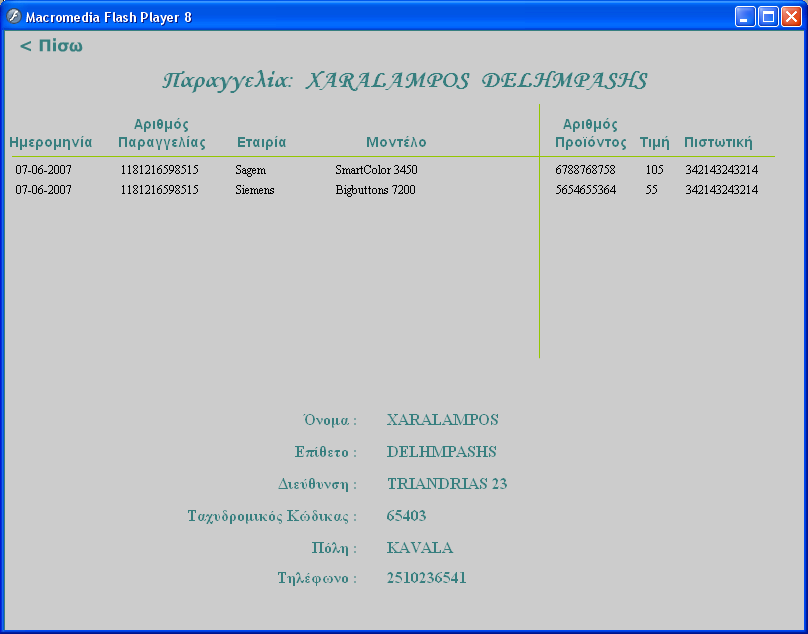 Macromedia Flash Player 8
< Πίσω
Παραγγελία: XARALAMPOS DELHMPASHS
Ημερομηνία Αριθμός Παραγγελίας Εταιρία Μοντέλο Αριθμός Προϊόντος Τιμή Πιστωτική
07-06-2007 1181216598515 Sagem SmartColor 3450 6788768758 105 342143243214
07-06-2007 1181216598515 Siemens Bigbuttons 7200 5654655364 55 342143243214
Όνομα : XARALAMPOS
Επίθετο : DELHMPASHS
Διεύθυνση : TRIANDRIAS 23
Ταχυδρομικός Κώδικας : 65403
Πόλη : KAVALA
Τηλέφωνο : 2510236541